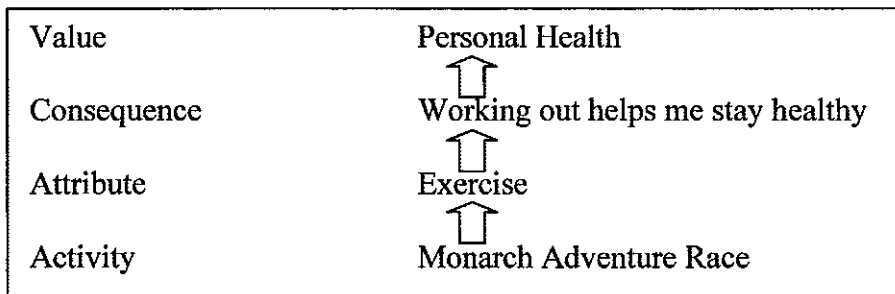 Value Personal Health
Consequence Working out helps me stay healthy
Attribute Exercise
Activity Monarch Adventure Race